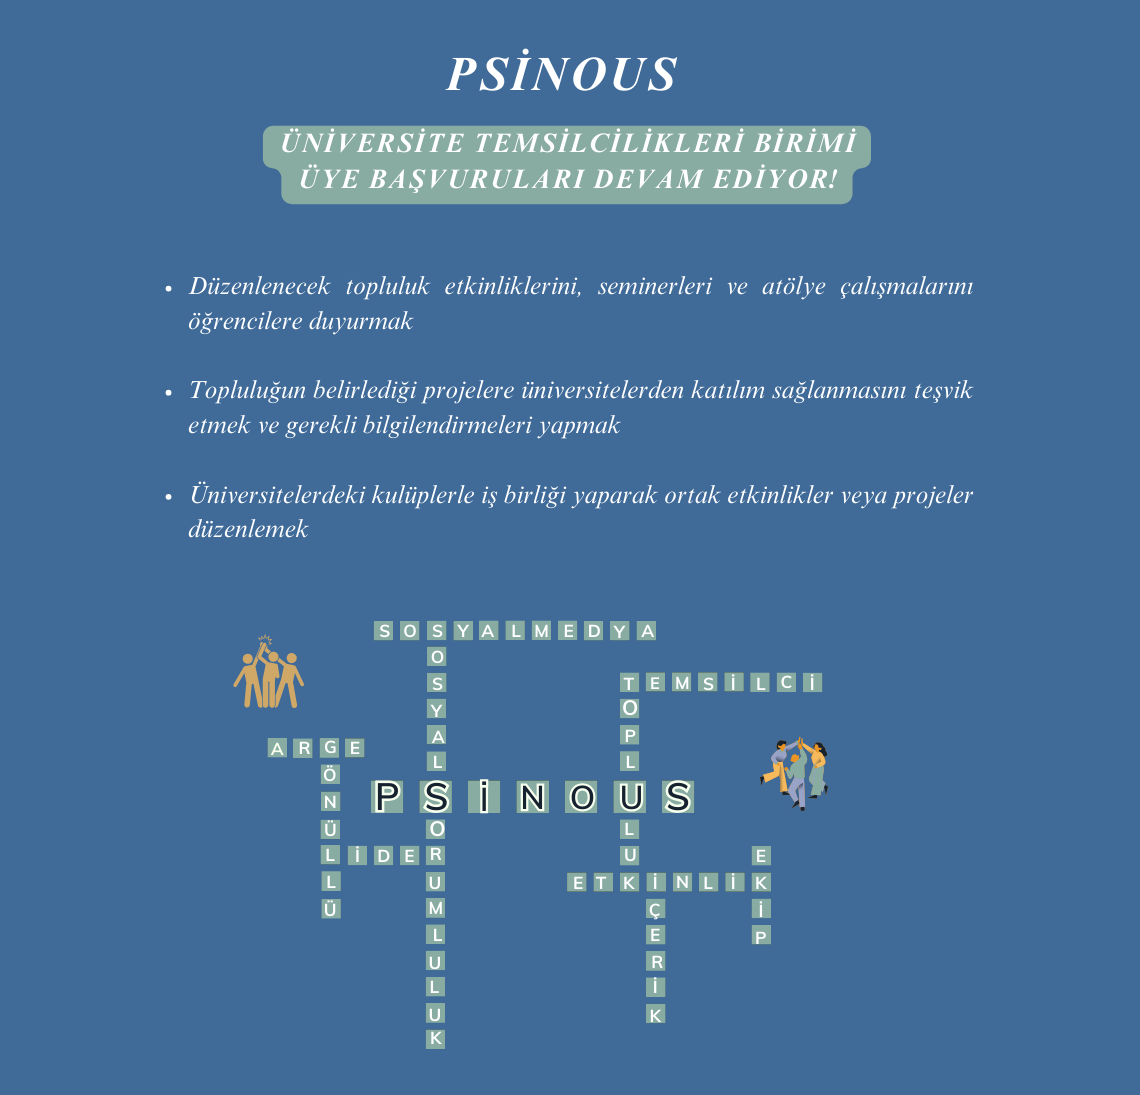 PSİNOUS
ÜNİVERSİTE TEMSİLCİLİKLERİ BİRİMİ
ÜYE BAŞVURULARI DEVAM EDİYOR!
• Düzenlenecek topluluk etkinliklerini, seminerleri ve atölye çalışmalarını
öğrencilere duyurmak
• Topluluğun belirlediği projelere üniversitelerden katılım sağlanmasını teşvik
etmek ve gerekli bilgilendirmeleri yapmak
• Üniversitelerdeki kulüplerle iş birliği yaparak ortak etkinlikler veya projeler
düzenlemek
SOSYALMEDYA
SOSYALSORUMLULUK
TEMSİLCİ
TOPLULUK
ARGE
GÖNÜLLÜ
PSİNOUS
LİDER
EKİP
ETKİNLİK
İÇERİK